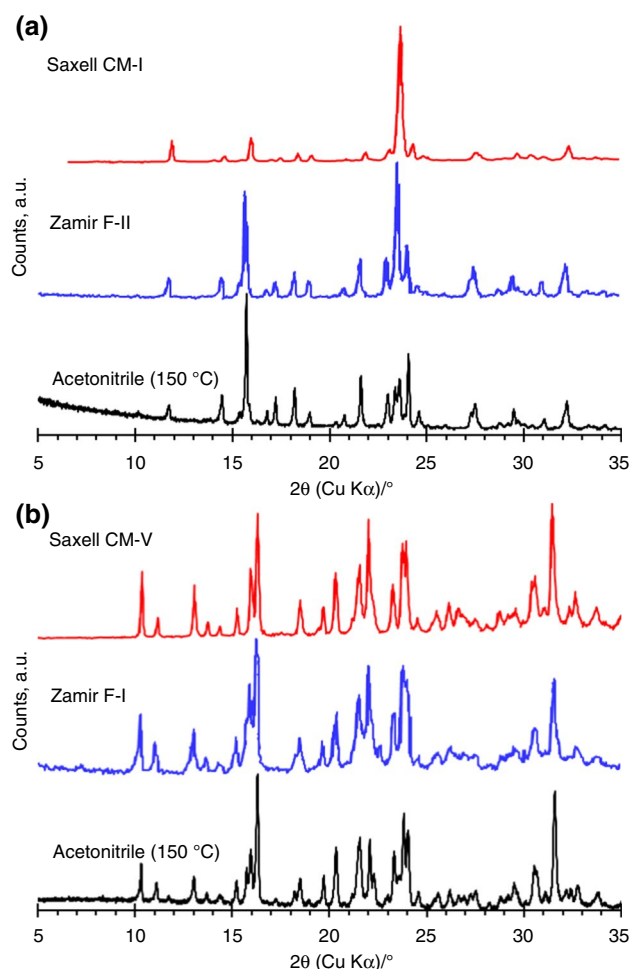 (a)
Saxell CM-I
Zamir F-II
Acetonitrile (150 °C)
Counts, a.u.
5 10 15 20 25 30 35
2θ (Cu Kα)/°
(b)
Saxell CM-V
Zamir F-I
Acetonitrile (150 °C)
Counts, a.u.
5 10 15 20 25 30 35
2θ (Cu Kα)/°